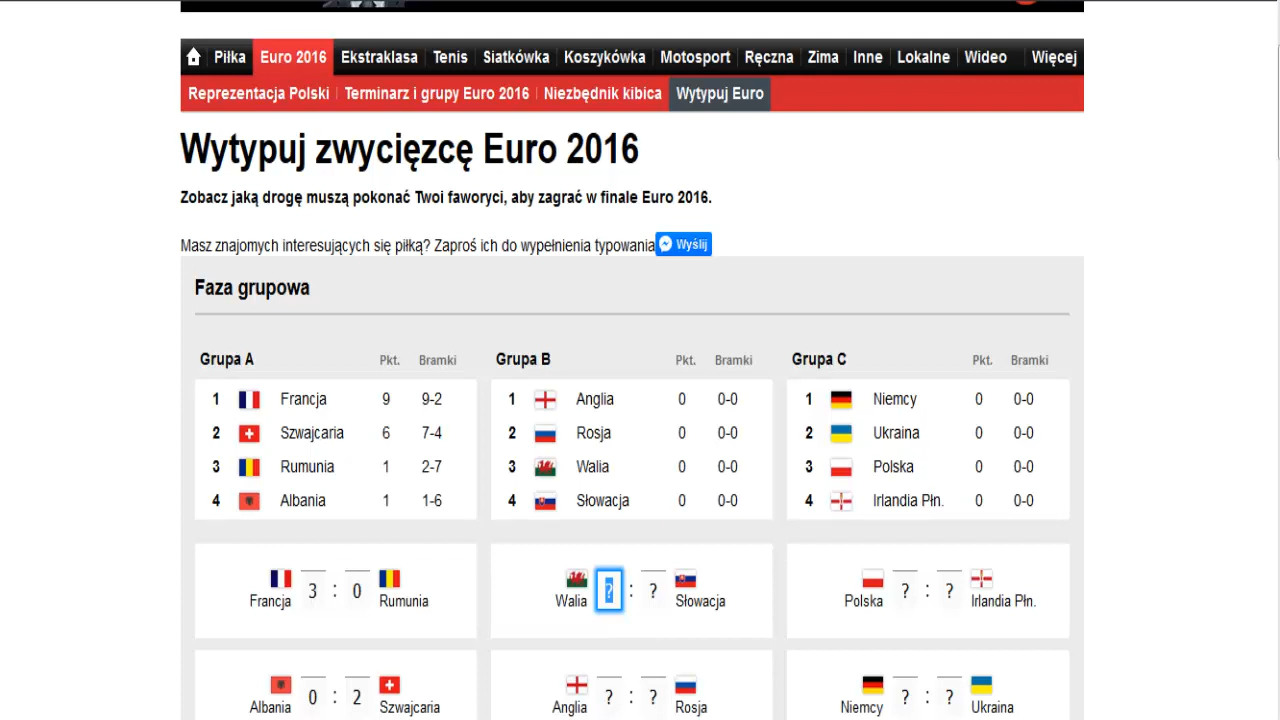 Piłka Euro 2016 Ekstraklasa Tenis Siatkówka Koszykówka Motosport Ręczna Zima Inne Lokalne Wideo Więcej
Reprezentacja Polski Terminarz i grupy Euro 2016 Niezbędnik kibica Wytypuj Euro
Wytypuj zwycięzcę Euro 2016
Zobacz jaką drogę muszą pokonać Twoi faworyci, aby zagrać w finale Euro 2016.
Masz znajomych interesujących się piłką? Zaproś ich do wypełnienia typowania Wyślij
Faza grupowa
Grupa A Pkt. Bramki
1 Francja 9 9-2
2 Szwajcaria 6 7-4
3 Rumunia 1 2-7
4 Albania 1 1-6
Francja 3 : 0 Rumunia
Albania 0 : 2 Szwajcaria
Grupa B Pkt. Bramki
1 Anglia 0 0-0
2 Rosja 0 0-0
3 Walia 0 0-0
4 Słowacja 0 0-0
Walia ? : ? Słowacja
Anglia ? : ? Rosja
Grupa C Pkt. Bramki
1 Niemcy 0 0-0
2 Ukraina 0 0-0
3 Polska 0 0-0
4 Irlandia Płn. 0 0-0
Polska ? : ? Irlandia Płn.
Niemcy ? : ? Ukraina